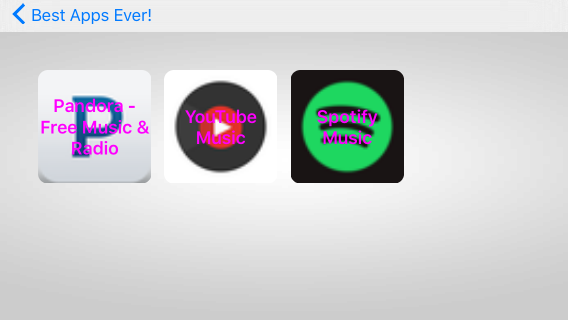 Best Apps Ever!
Pandora -
Free Music &
Radio
YouTube
Music
Spotify
Music
P